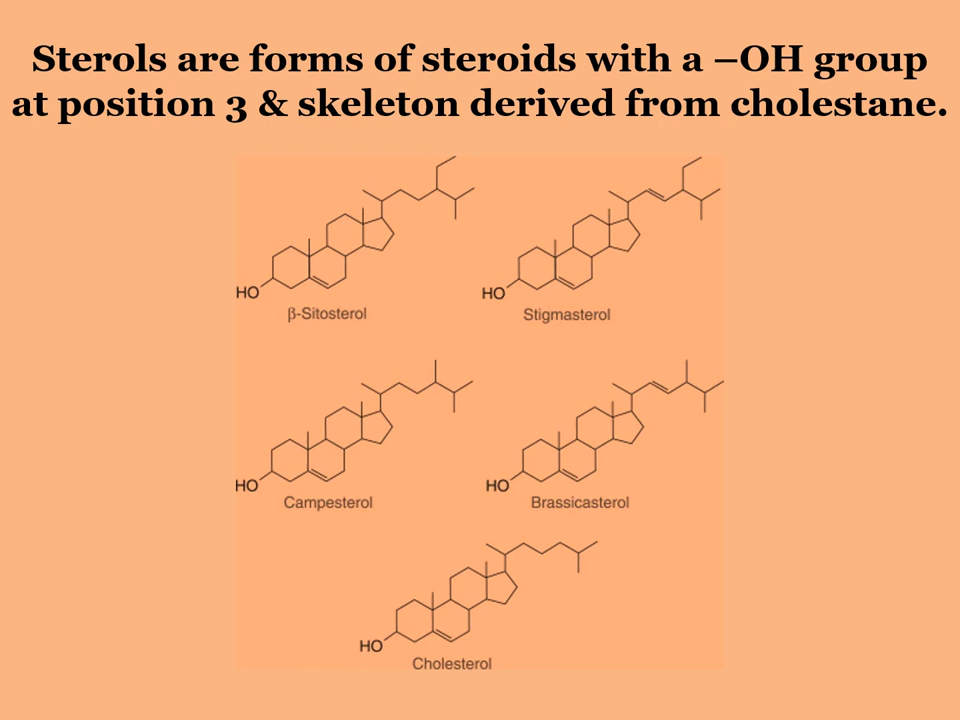 Sterols are forms of steroids with a –OH group
at position 3 & skeleton derived from cholestane.
HO
β-Sitosterol
HO
Stigmasterol
HO
Campesterol
HO
Brassicasterol
HO
Cholesterol